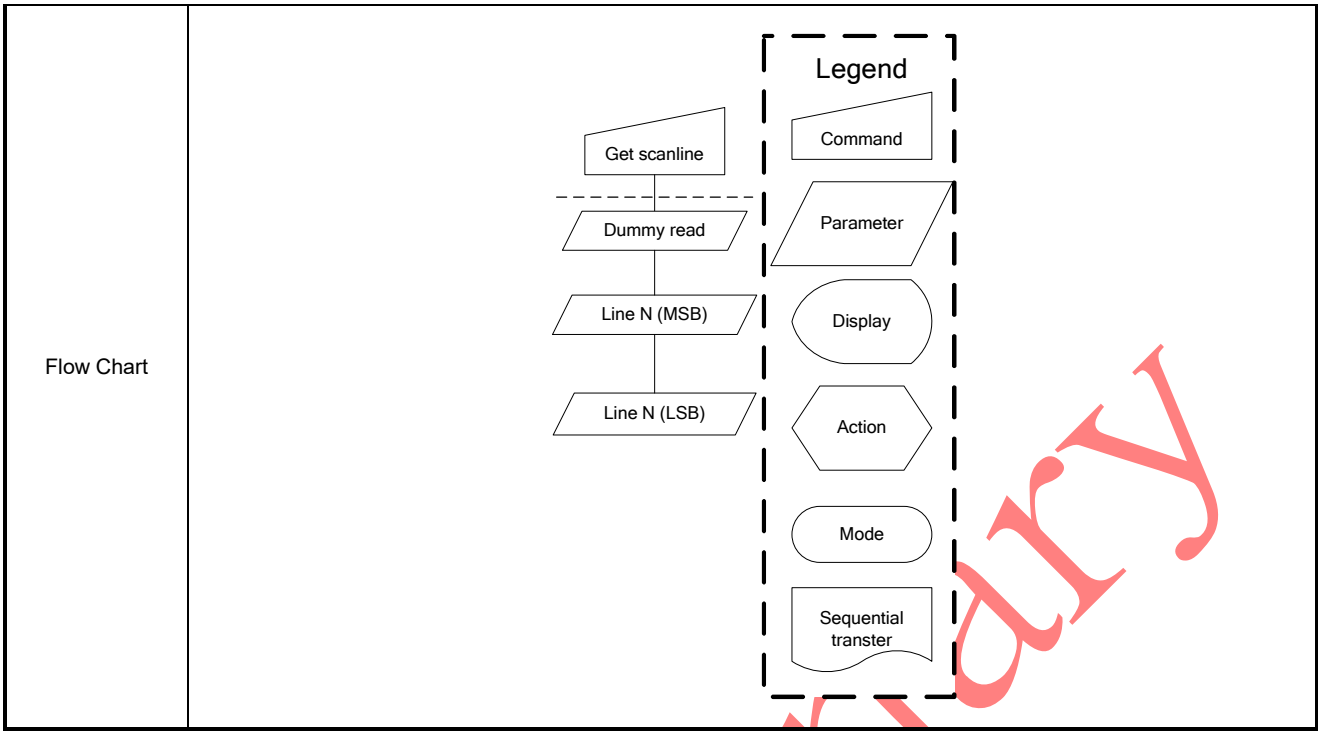 Flow Chart
Get scanline
Dummy read
Line N (MSB)
Line N (LSB)
Legend
Command
Parameter
Display
Action
Mode
Sequential
transter